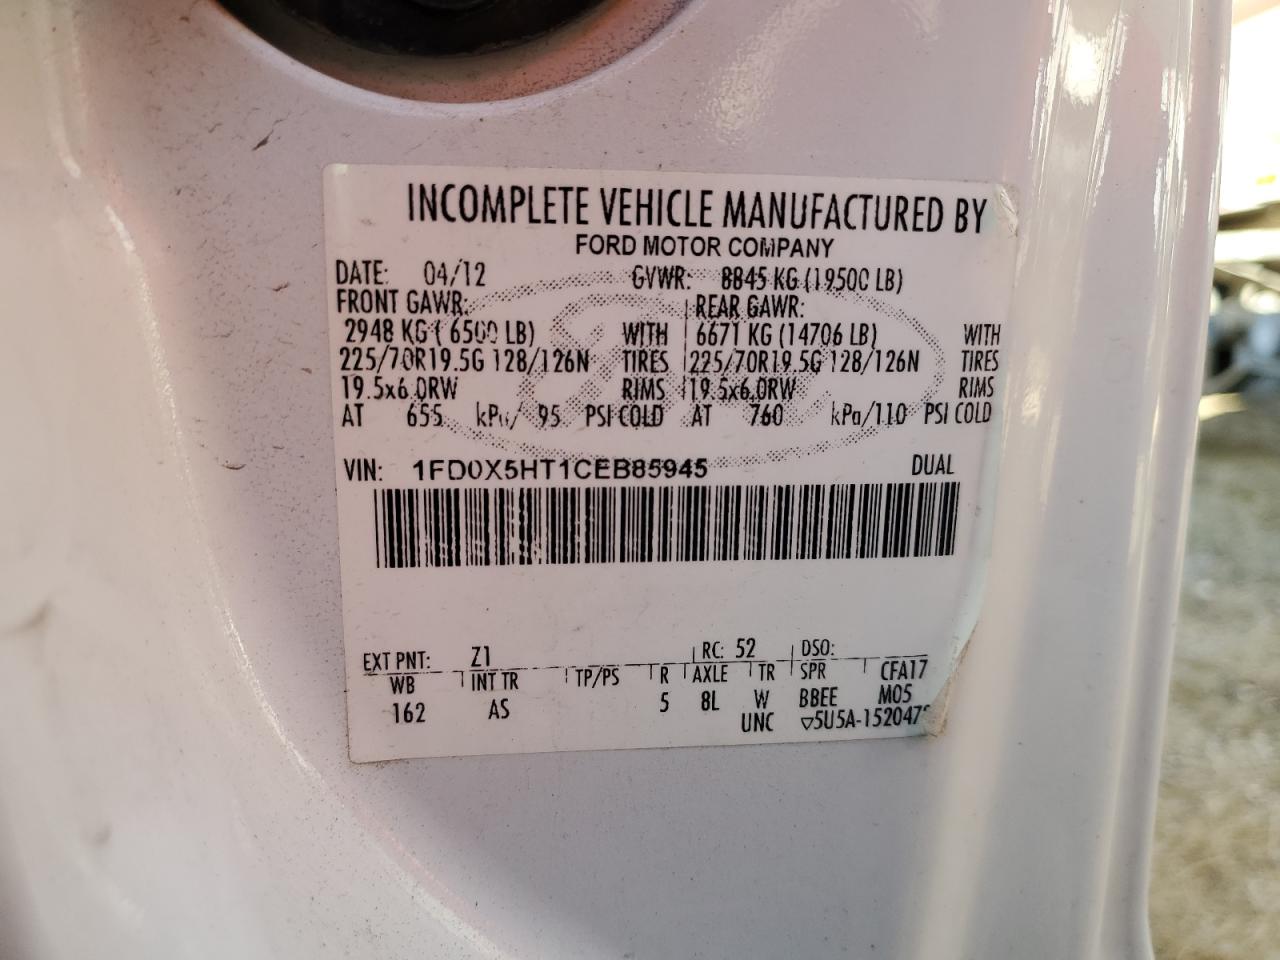 INCOMPLETE VEHICLE MANUFACTURED BY
FORD MOTOR COMPANY
DATE: 04/12 GVWR: 8845 KG (19500 LB)
FRONT GAWR: REAR GAWR:
2948 KG ( 6500 LB) WITH 6671 KG (14706 LB) WITH
225/70R19.5G 128/126N TIRES 225/70R19.5G 128/126N TIRES
19.5x6.0RW RIMS 19.5x6.0RW RIMS
AT 655 kPa/ 95 PSI COLD AT 760 kPa/110 PSI COLD
VIN: 1FD0X5HT1CEB85945 DUAL
EXT PNT: Z1 RC: 52 DSO:
WB INT TR TP/PS R AXLE TR SPR CFA17
162 AS 5 8L W BBEE M05
UNC ▽5U5A-1520472